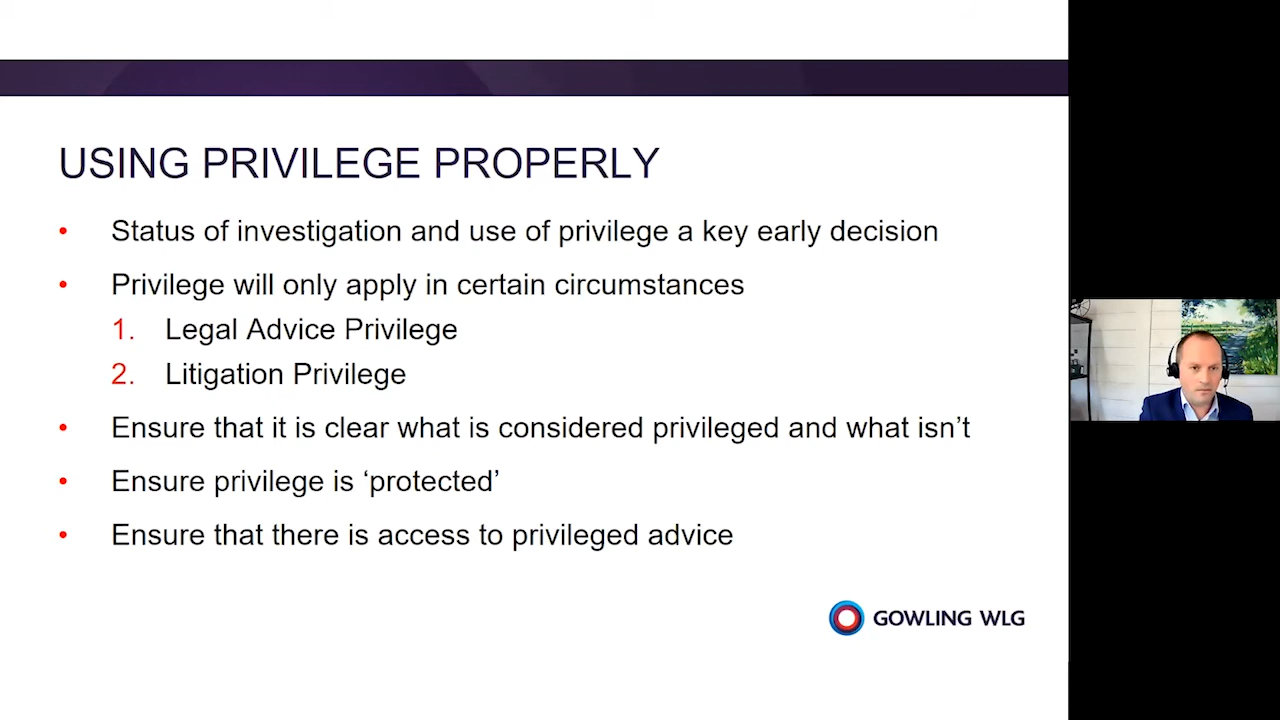 USING PRIVILEGE PROPERLY
• Status of investigation and use of privilege a key early decision
• Privilege will only apply in certain circumstances
1. Legal Advice Privilege
2. Litigation Privilege
• Ensure that it is clear what is considered privileged and what isn’t
• Ensure privilege is ‘protected’
• Ensure that there is access to privileged advice
GOWLING WLG